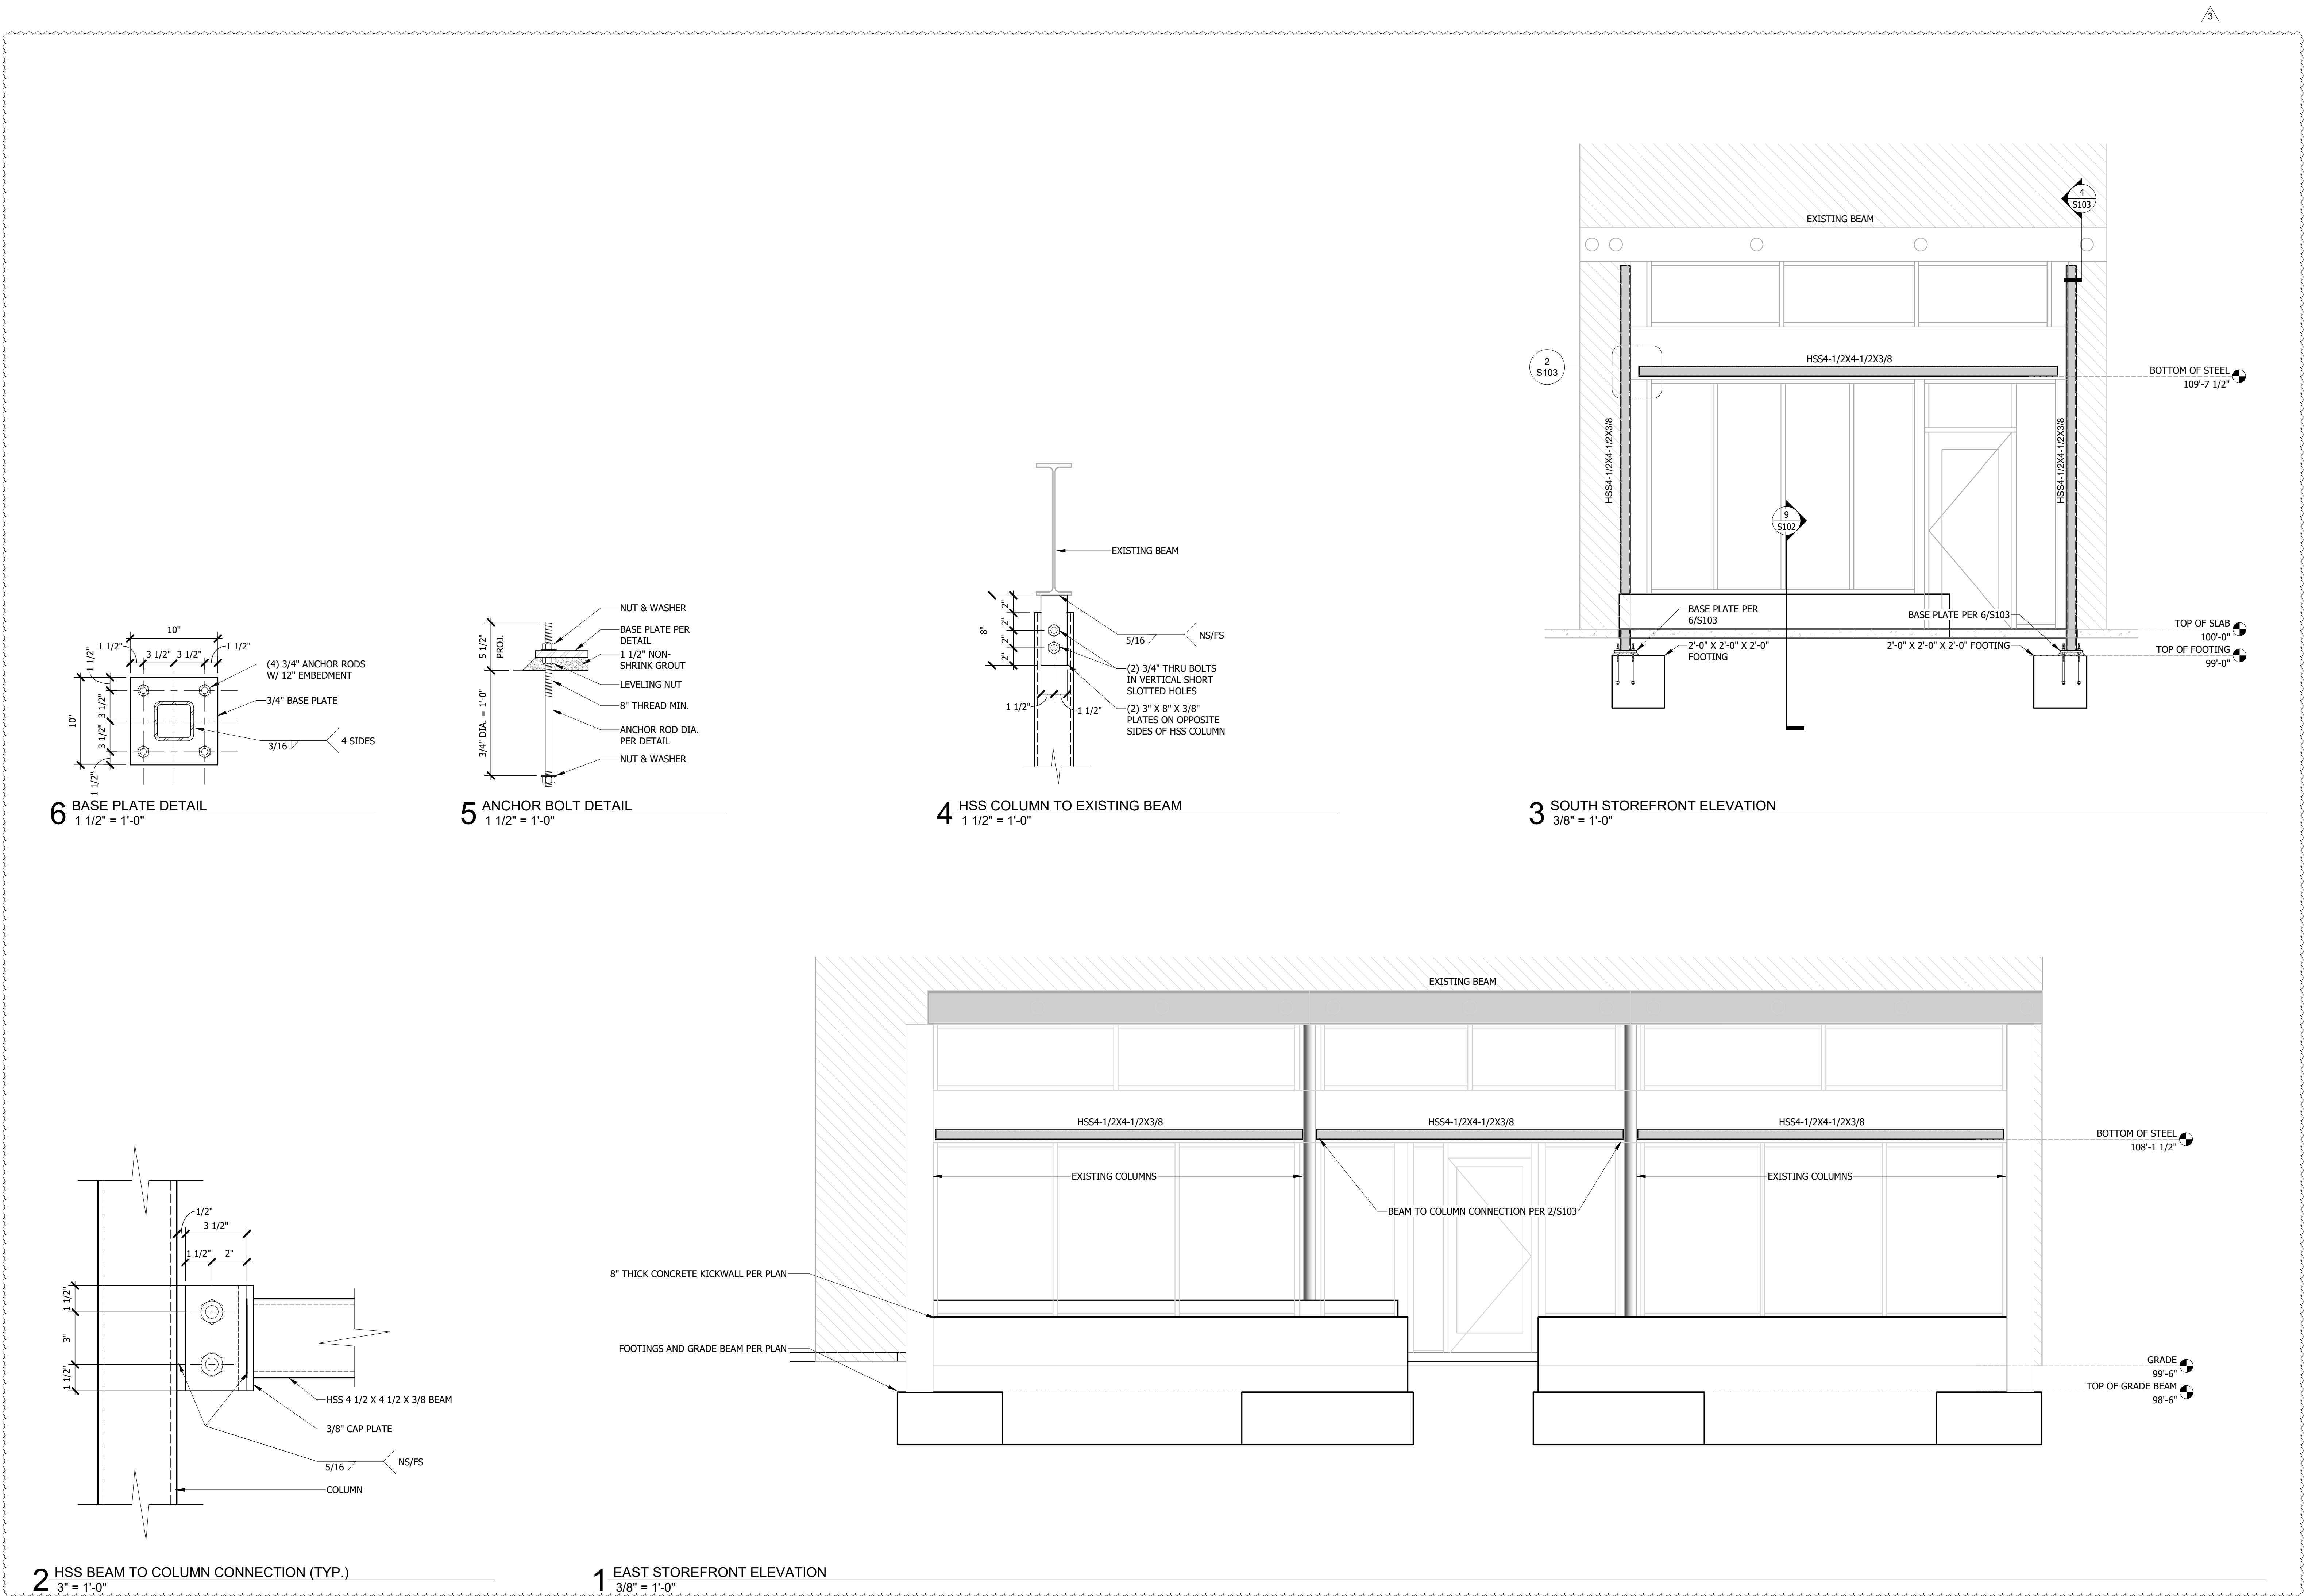 3
EXISTING BEAM
4
S103
HSS4-1/2X4-1/2X3/8
2
S103
BOTTOM OF STEEL
109'-7 1/2"
HSS4-1/2X4-1/2X3/8
HSS4-1/2X4-1/2X3/8
9
S102
BASE PLATE PER
6/S103
BASE PLATE PER 6/S103
2'-0" X 2'-0" X 2'-0"
FOOTING
2'-0" X 2'-0" X 2'-0" FOOTING
TOP OF SLAB
100'-0"
TOP OF FOOTING
99'-0"
3 SOUTH STOREFRONT ELEVATION
3/8" = 1'-0"
EXISTING BEAM
8"
2"
2"
2"
2"
5/16
NS/FS
(2) 3/4" THRU BOLTS
IN VERTICAL SHORT
SLOTTED HOLES
1 1/2"
1 1/2"
(2) 3" X 8" X 3/8"
PLATES ON OPPOSITE
SIDES OF HSS COLUMN
4 HSS COLUMN TO EXISTING BEAM
1 1/2" = 1'-0"
5 1/2"
PROJ.
3/4" DIA. = 1'-0"
NUT & WASHER
BASE PLATE PER
DETAIL
1 1/2" NON-
SHRINK GROUT
LEVELING NUT
8" THREAD MIN.
ANCHOR ROD DIA.
PER DETAIL
NUT & WASHER
5 ANCHOR BOLT DETAIL
1 1/2" = 1'-0"
10"
1 1/2"
1 1/2"
3 1/2"
3 1/2"
1 1/2"
10"
3 1/2"
3 1/2"
1 1/2"
(4) 3/4" ANCHOR RODS
W/ 12" EMBEDMENT
3/4" BASE PLATE
3/16
4 SIDES
6 BASE PLATE DETAIL
1 1/2" = 1'-0"
EXISTING BEAM
HSS4-1/2X4-1/2X3/8
HSS4-1/2X4-1/2X3/8
HSS4-1/2X4-1/2X3/8
BOTTOM OF STEEL
108'-1 1/2"
EXISTING COLUMNS
EXISTING COLUMNS
BEAM TO COLUMN CONNECTION PER 2/S103
8" THICK CONCRETE KICKWALL PER PLAN
FOOTINGS AND GRADE BEAM PER PLAN
GRADE
99'-6"
TOP OF GRADE BEAM
98'-6"
1 EAST STOREFRONT ELEVATION
3/8" = 1'-0"
1/2"
3 1/2"
1 1/2"
2"
1 1/2"
3"
1 1/2"
HSS 4 1/2 X 4 1/2 X 3/8 BEAM
3/8" CAP PLATE
5/16
NS/FS
COLUMN
2 HSS BEAM TO COLUMN CONNECTION (TYP.)
3" = 1'-0"